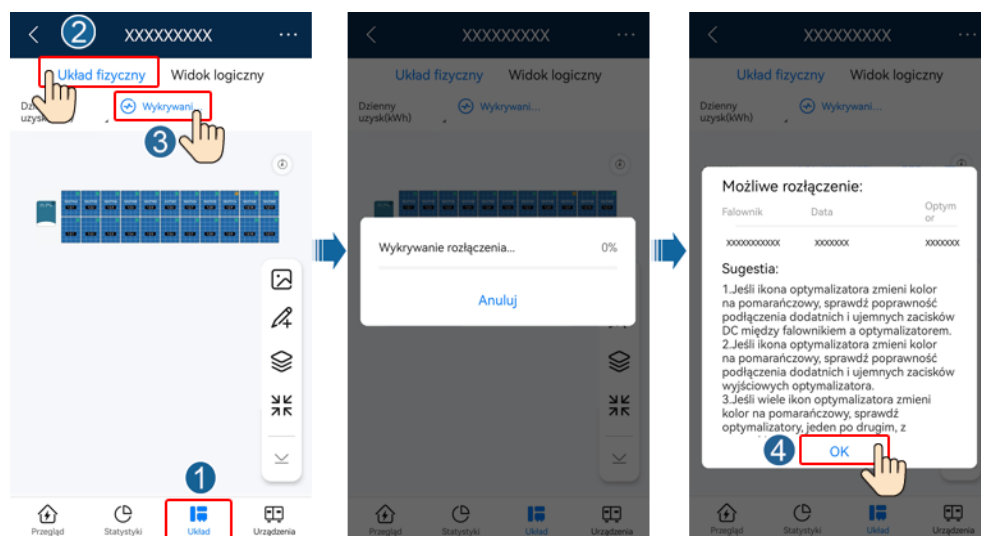 2
XXXXXXXXX
Układ fizyczny Widok logiczny
Wykrywani...
3
1
Przegląd Statystyki Układ Urządzenia
XXXXXXXXX
Układ fizyczny Widok logiczny
Dzienny
uzysk(kWh)
Wykrywani....
Wykrywanie rozłączenia... 0%
Anuluj
Przegląd Statystyki Układ Urządzenia
XXXXXXXXX
Układ fizyczny Widok logiczny
Dzienny
uzysk(kWh)
Wykrywani....
Możliwe rozłączenie:
Falownik Data Optym
or
xxxxxxxxxxx xxxxxxx xxxxxxx
Sugestia:
1.Jeśli ikona optymalizatora zmieni kolor
na pomarańczowy, sprawdź poprawność
podłączenia dodatnich i ujemnych zacisków
DC między falownikiem a optymalizatorem.
2.Jeśli ikona optymalizatora zmieni kolor
na pomarańczowy, sprawdź poprawność
podłączenia dodatnich i ujemnych zacisków
wyjściowych optymalizatora.
3.Jeśli wiele ikon optymalizatora zmieni
kolor na pomarańczowy, sprawdź
optymalizatory, jeden po drugim, z
4
OK
Przegląd Statystyki Układ Urządzenia